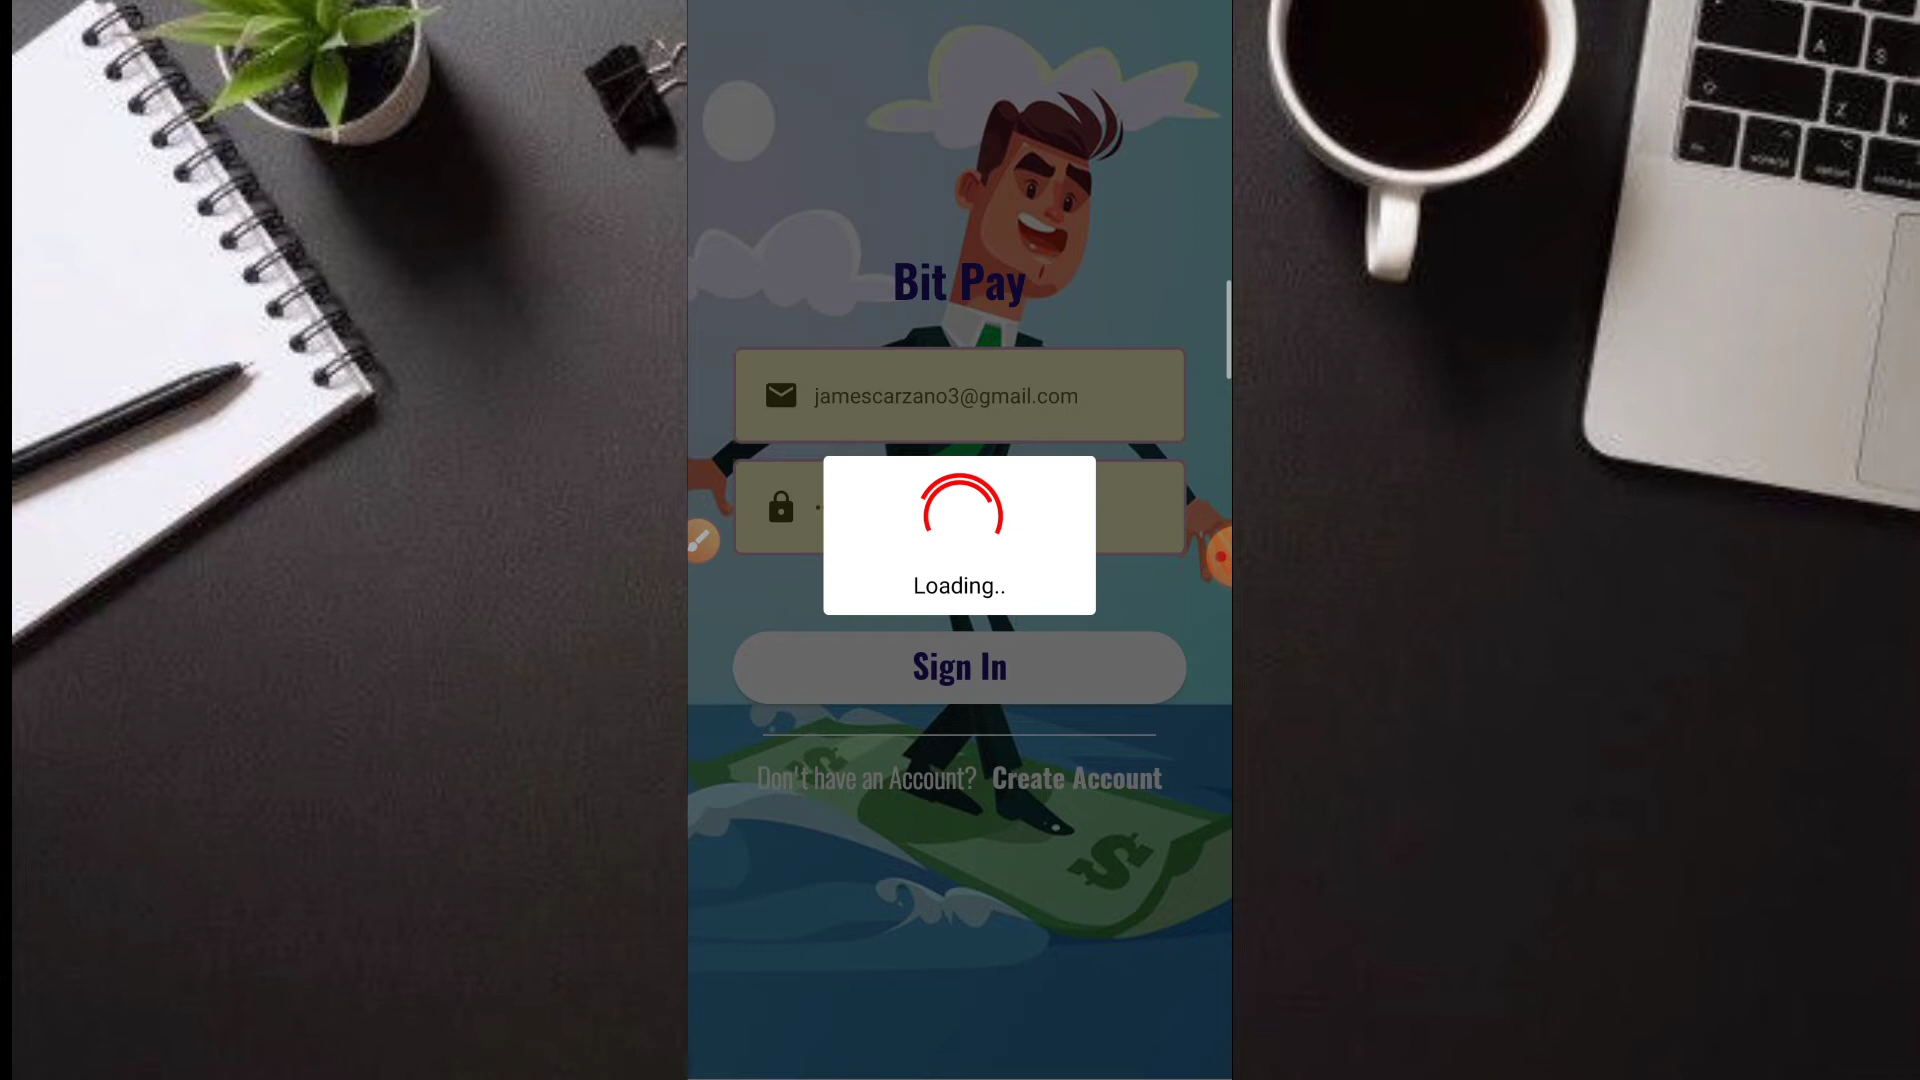 Bit Pay
jamescarzano3@gmail.com
Loading..
Sign In
Don't have an Account? Create Account
A
S
Z
X